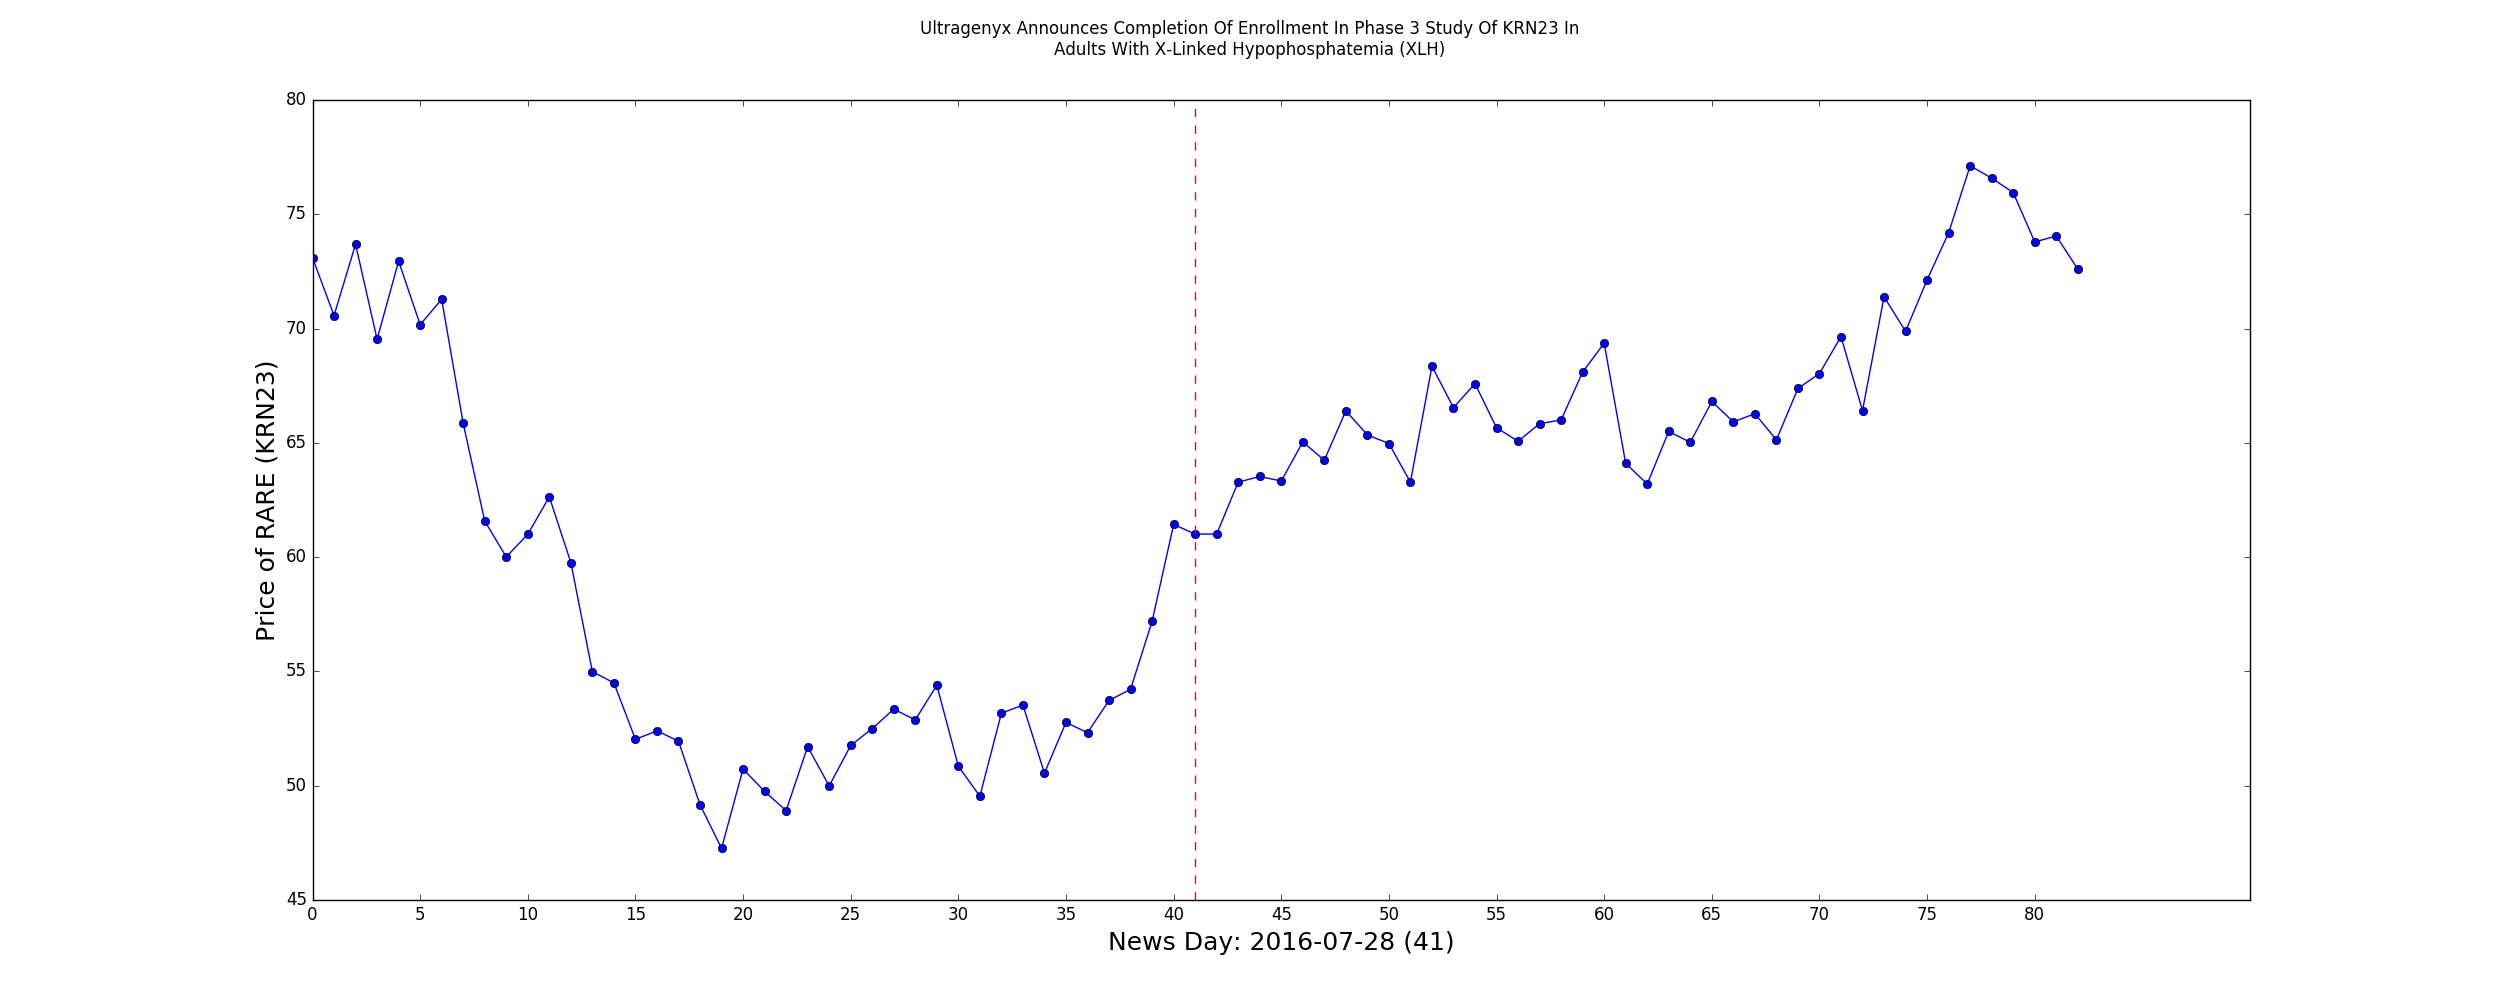 Ultragenyx Announces Completion Of Enrollment In Phase 3 Study Of KRN23 In
Adults With X-Linked Hypophosphatemia (XLH)
80
75
70
65
60
55
50
45
Price of RARE (KRN23)
0 5 10 15 20 25 30 35 40 45 50 55 60 65 70 75 80
News Day: 2016-07-28 (41)